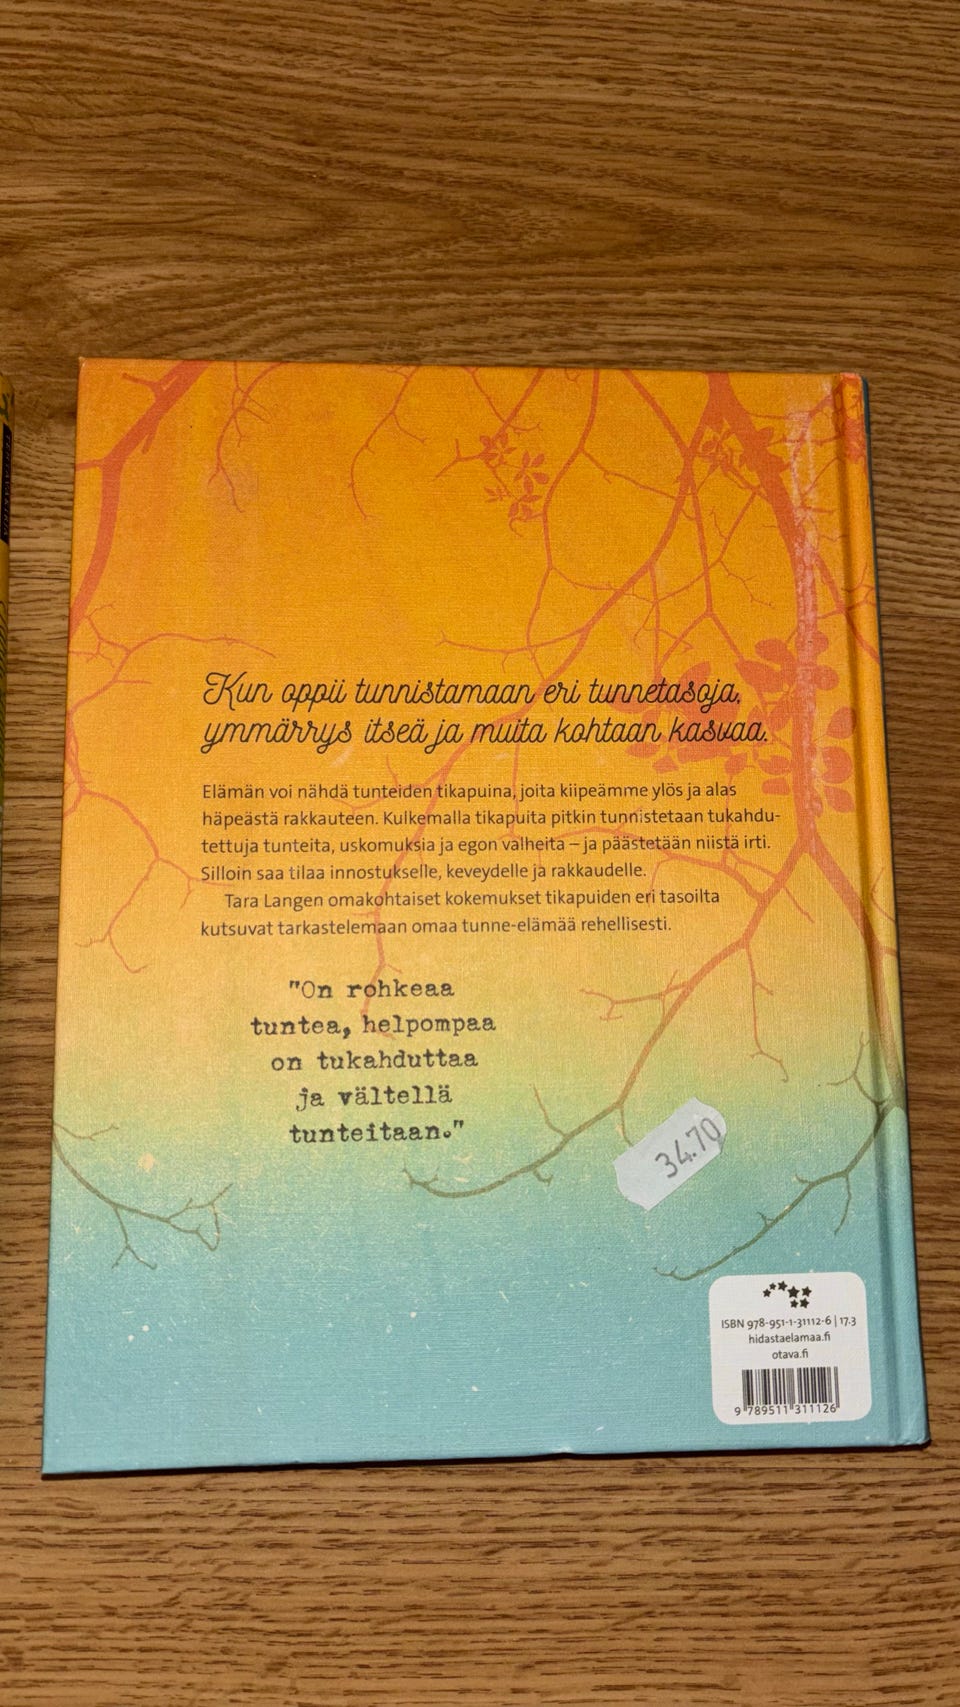 Kun oppii tunnistamaan eri tunnetasoja,
ymmärrys itseä ja muita kohtaan kasvaa.
Elämän voi nähdä tunteiden tikapuina, joita kiipeämme ylös ja alas
häpeästä rakkauteen. Kulkemalla tikapuita pitkin tunnistetaan tukahdu-
tettuja tunteita, uskomuksia ja egon valheita – ja päästetään niistä irti.
Silloin saa tilaa innostukselle, keveydelle ja rakkaudelle.
Tara Langen omakohtaiset kokemukset tikapuiden eri tasoilta
kutsuvat tarkastelemaan omaa tunne-elämää rehellisesti.
"On rohkeaa
tuntea, helpompaa
on tukahduttaa
ja vältellä
tunteitaan."
34.70
ISBN 978-951-1-31112-6 | 17.3
hidastaelamaa.fi
otava.fi
9 789511 311126